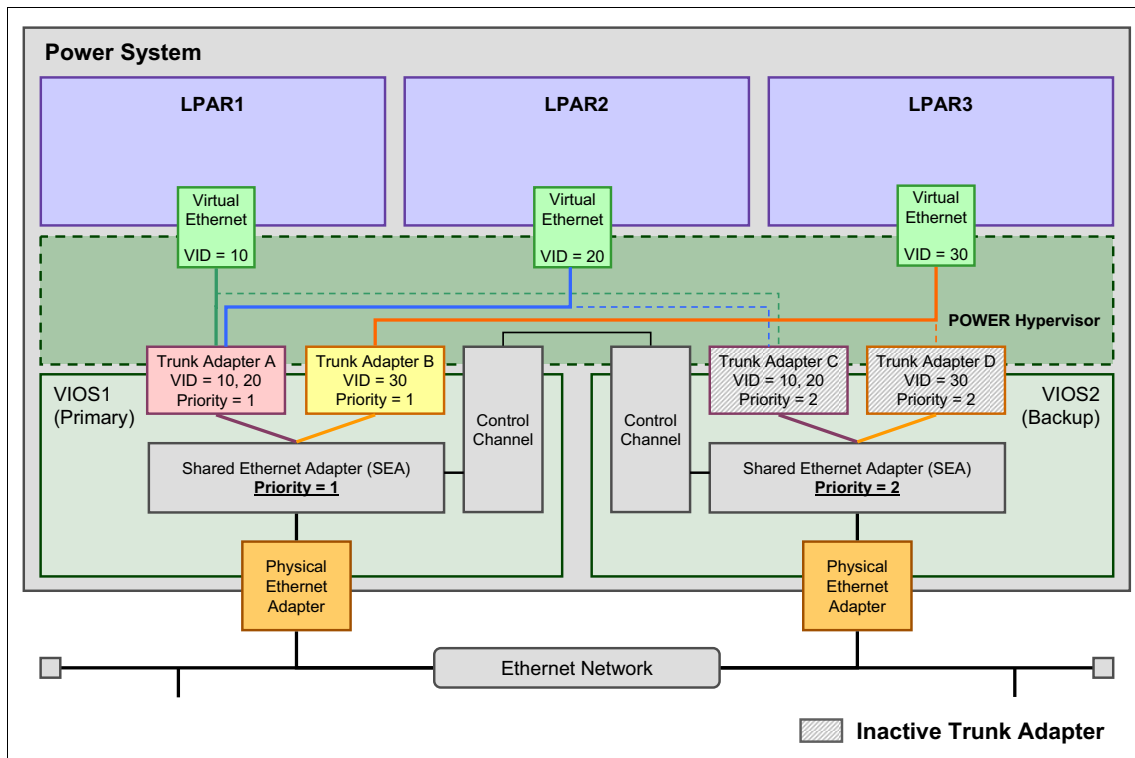 Power System
LPAR1
LPAR2
LPAR3
Virtual
Ethernet
VID = 10
Virtual
Ethernet
VID = 20
Virtual
Ethernet
VID = 30
POWER Hypervisor
VIOS1
(Primary)
Trunk Adapter A
VID = 10, 20
Priority = 1
Trunk Adapter B
VID = 30
Priority = 1
Control
Channel
Control
Channel
Trunk Adapter C
VID = 10, 20
Priority = 2
Trunk Adapter D
VID = 30
Priority = 2
VIOS2
(Backup)
Shared Ethernet Adapter (SEA)
Priority = 1
Shared Ethernet Adapter (SEA)
Priority = 2
Physical
Ethernet
Adapter
Physical
Ethernet
Adapter
Ethernet Network
Inactive Trunk Adapter